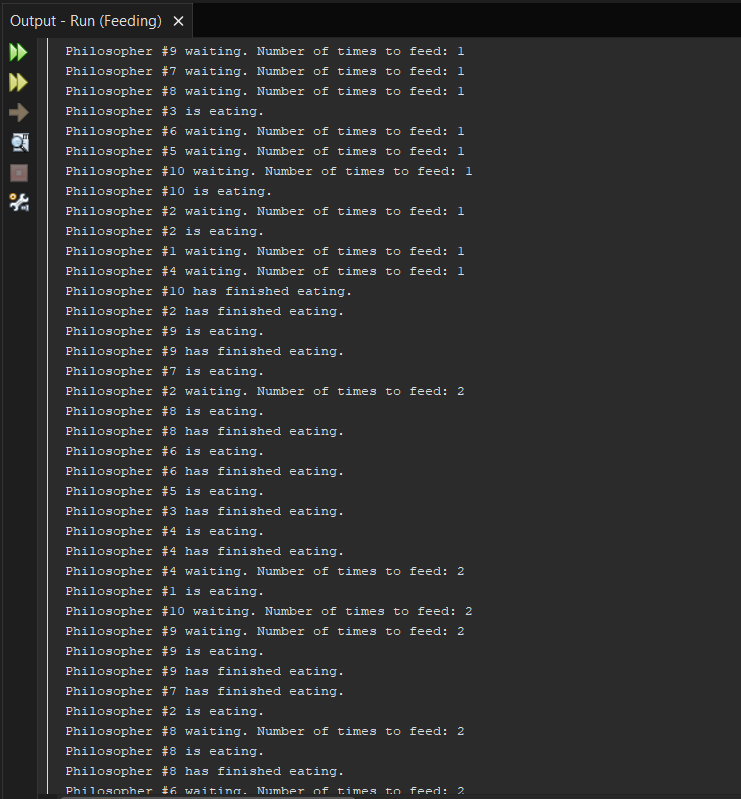 Output - Run (Feeding) ×
Philosopher #9 waiting. Number of times to feed: 1
Philosopher #7 waiting. Number of times to feed: 1
Philosopher #8 waiting. Number of times to feed: 1
Philosopher #3 is eating.
Philosopher #6 waiting. Number of times to feed: 1
Philosopher #5 waiting. Number of times to feed: 1
Philosopher #10 waiting. Number of times to feed: 1
Philosopher #10 is eating.
Philosopher #2 waiting. Number of times to feed: 1
Philosopher #2 is eating.
Philosopher #1 waiting. Number of times to feed: 1
Philosopher #4 waiting. Number of times to feed: 1
Philosopher #10 has finished eating.
Philosopher #2 has finished eating.
Philosopher #9 is eating.
Philosopher #9 has finished eating.
Philosopher #7 is eating.
Philosopher #2 waiting. Number of times to feed: 2
Philosopher #8 is eating.
Philosopher #8 has finished eating.
Philosopher #6 is eating.
Philosopher #6 has finished eating.
Philosopher #5 is eating.
Philosopher #3 has finished eating.
Philosopher #4 is eating.
Philosopher #4 has finished eating.
Philosopher #4 waiting. Number of times to feed: 2
Philosopher #1 is eating.
Philosopher #10 waiting. Number of times to feed: 2
Philosopher #9 waiting. Number of times to feed: 2
Philosopher #9 is eating.
Philosopher #9 has finished eating.
Philosopher #7 has finished eating.
Philosopher #2 is eating.
Philosopher #8 waiting. Number of times to feed: 2
Philosopher #8 is eating.
Philosopher #8 has finished eating.
Philosopher #6 waiting. Number of times to feed: 2